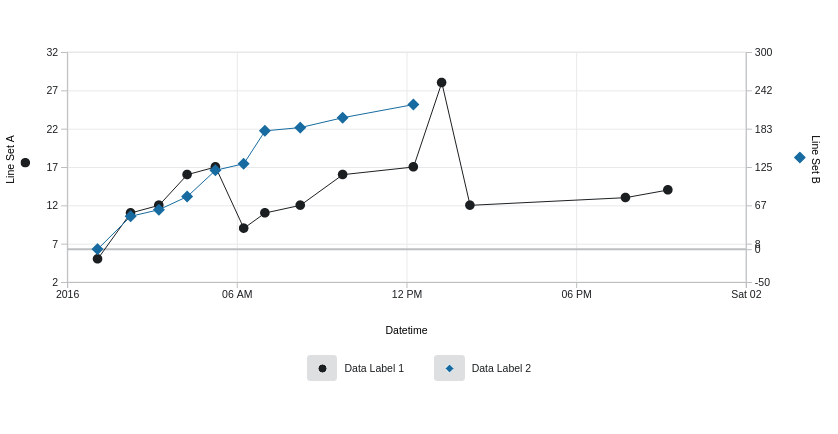 Line Set A
32
27
22
17
12
7
2
300
242
183
125
67
8
0
-50
Line Set B
2016
06 AM
12 PM
06 PM
Sat 02
Datetime
Data Label 1
Data Label 2